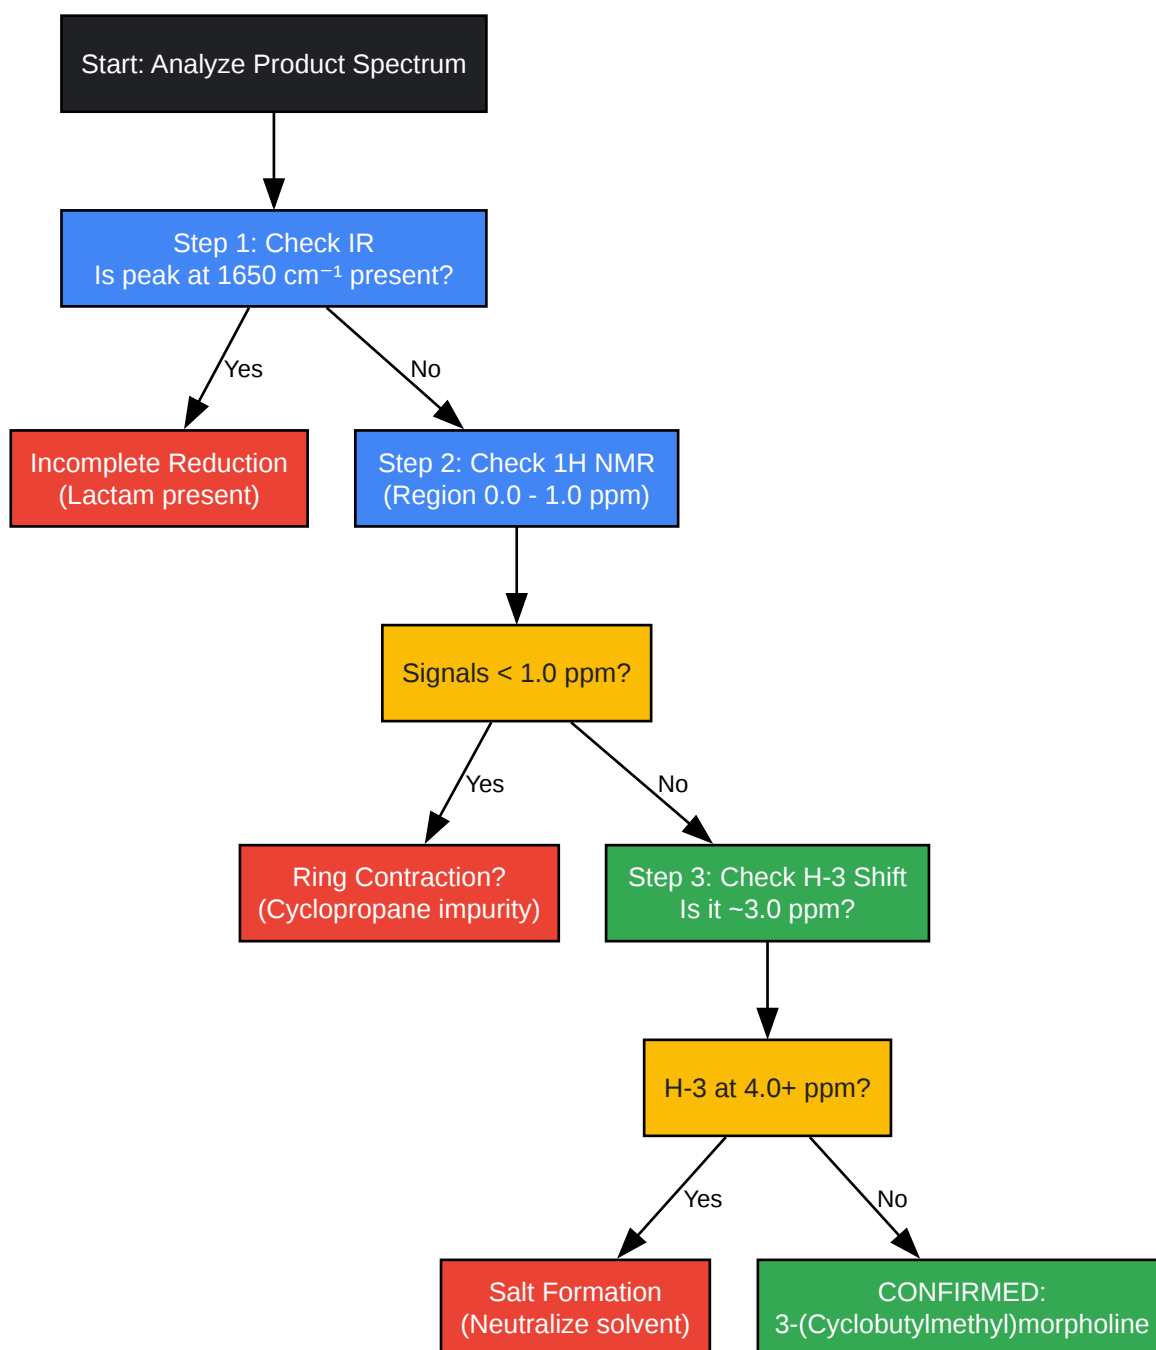 Start: Analyze Product Spectrum
Step 1: Check IR
Is peak at 1650 cm⁻¹ present?
Yes
No
Incomplete Reduction
(Lactam present)
Step 2: Check 1H NMR
(Region 0.0 - 1.0 ppm)
Signals < 1.0 ppm?
Yes
No
Ring Contraction?
(Cyclopropane impurity)
Step 3: Check H-3 Shift
Is it ~3.0 ppm?
H-3 at 4.0+ ppm?
Yes
No
Salt Formation
(Neutralize solvent)
CONFIRMED:
3-(Cyclobutylmethyl)morpholine